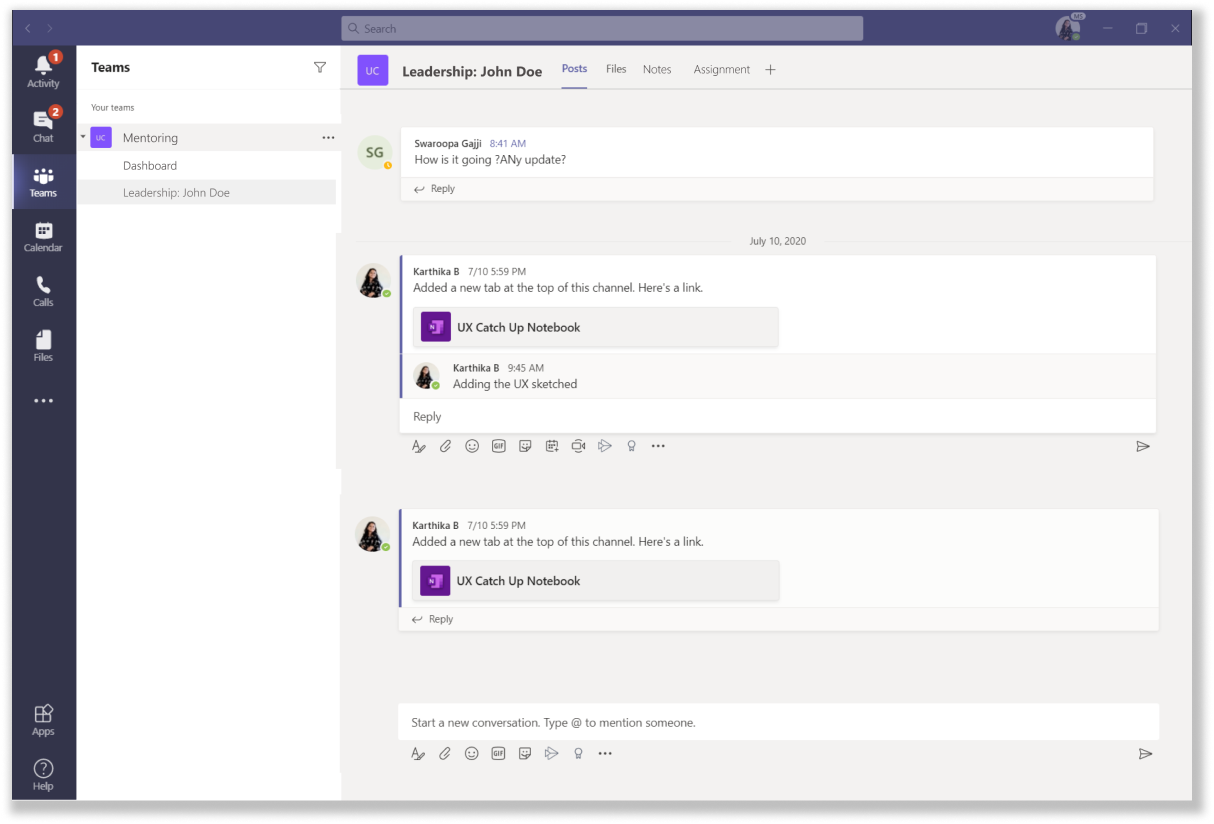 Search
MS
1
Activity
2
Chat
Teams
Calendar
Calls
Files
Apps
Help
Teams
Your teams
UC Mentoring
Dashboard
Leadership: John Doe
UC Leadership: John Doe Posts Files Notes Assignment
SG
Swaroopa Gajji 8:41 AM
How is it going ?ANy update?
Reply
July 10, 2020
Karthika B 7/10 5:59 PM
Added a new tab at the top of this channel. Here's a link.
N UX Catch Up Notebook
Karthika B 9:45 AM
Adding the UX sketched
Reply
GIF
Karthika B 7/10 5:59 PM
Added a new tab at the top of this channel. Here's a link.
N UX Catch Up Notebook
Reply
Start a new conversation. Type @ to mention someone.
GIF